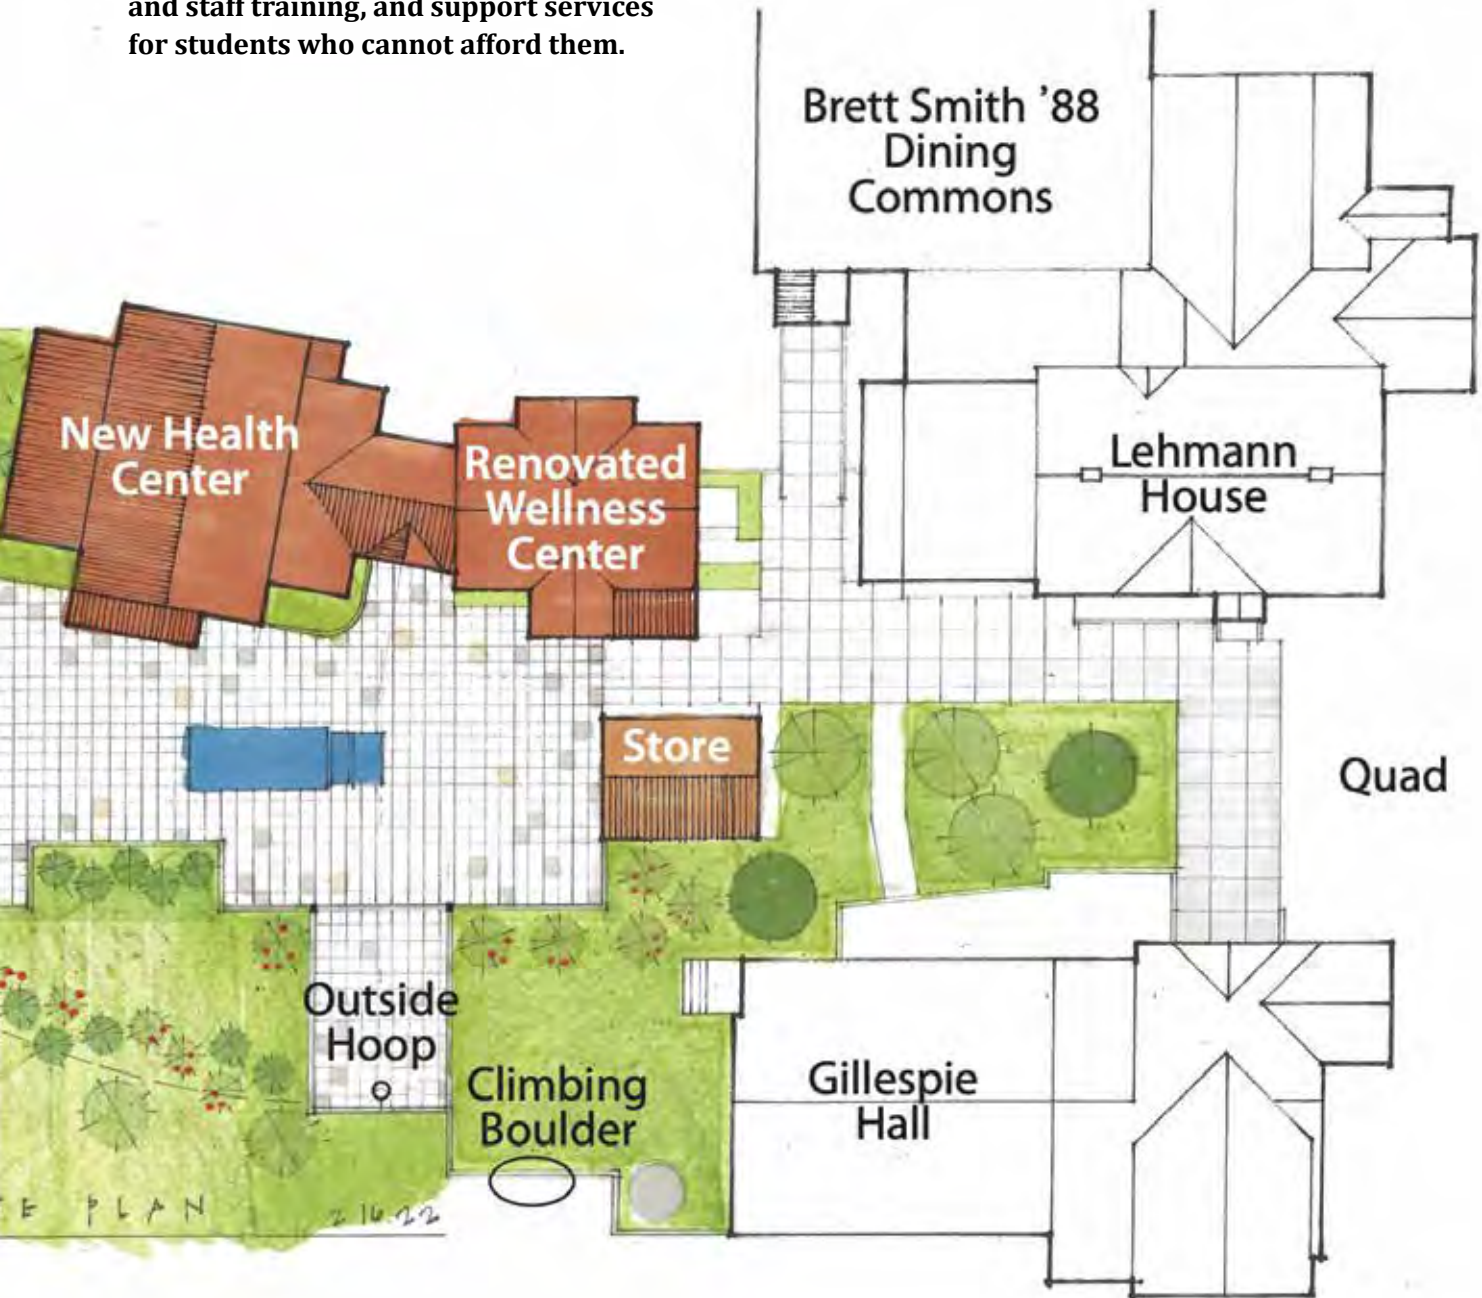 and staff training, and support services
for students who cannot afford them.
Brett Smith ’88
Dining
Commons
New Health
Center
Renovated
Wellness
Center
Lehmann
House
Store
Quad
Outside
Hoop
Climbing
Boulder
Gillespie
Hall
E PLAN
2 16.22